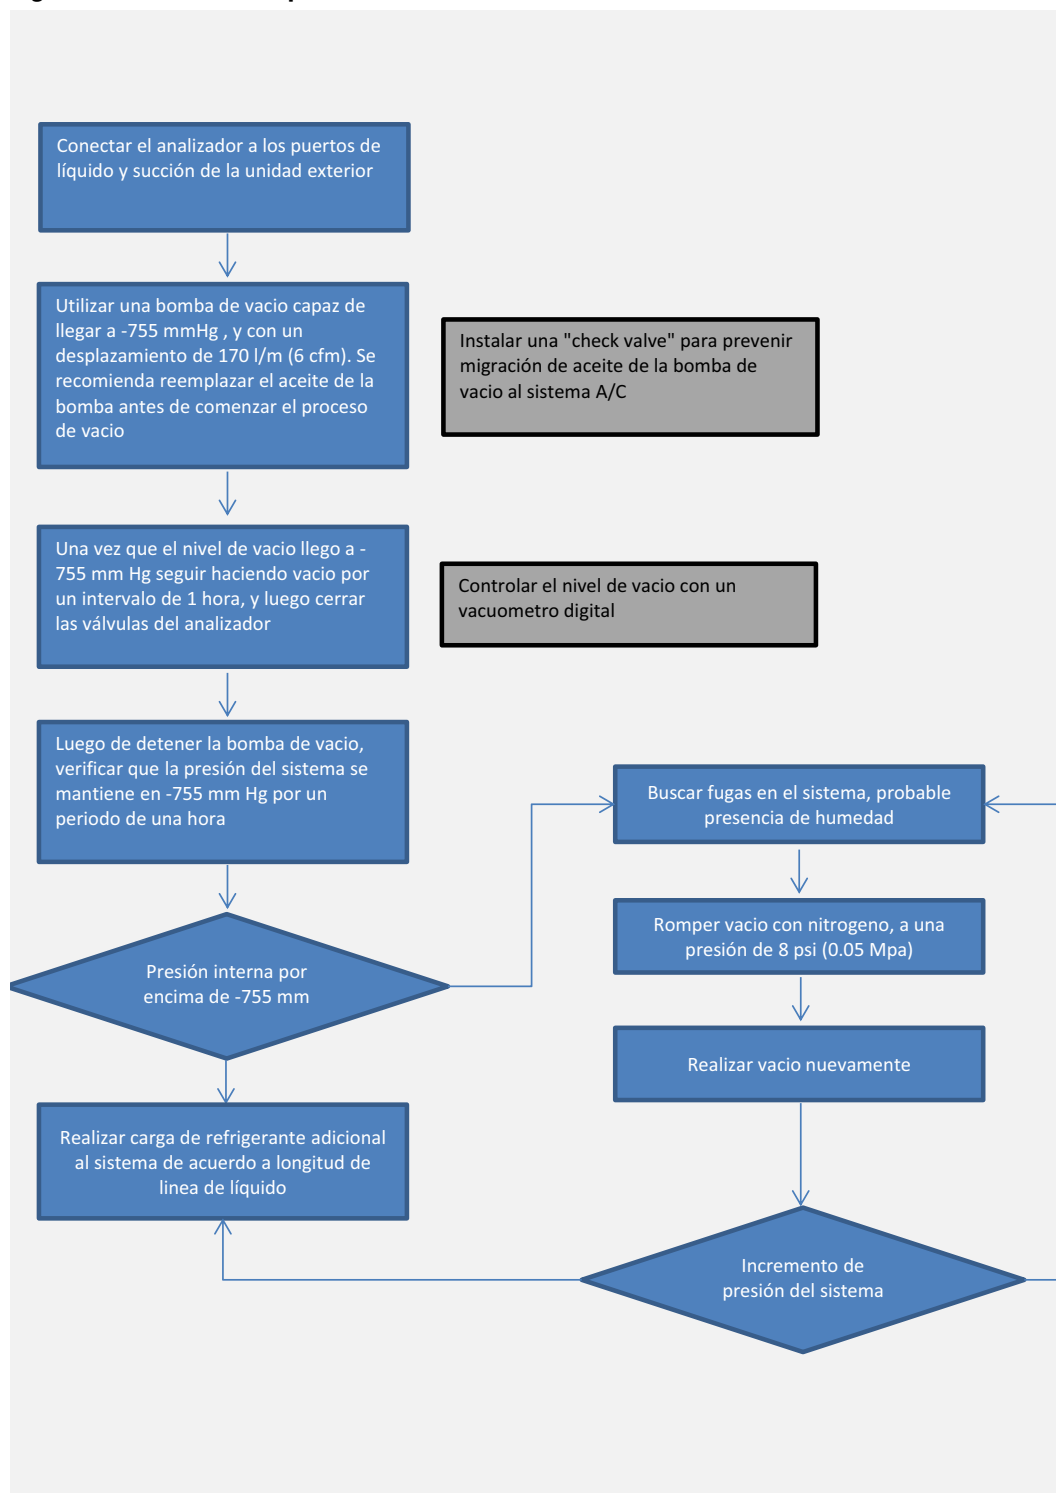 Conectar el analizador a los puertos de
líquido y succión de la unidad exterior
Utilizar una bomba de vacio capaz de
llegar a -755 mmHg , y con un
desplazamiento de 170 l/m (6 cfm). Se
recomienda reemplazar el aceite de la
bomba antes de comenzar el proceso
de vacio
Instalar una "check valve" para prevenir
migración de aceite de la bomba de
vacio al sistema A/C
Una vez que el nivel de vacio llego a -
755 mm Hg seguir haciendo vacio por
un intervalo de 1 hora, y luego cerrar
las válvulas del analizador
Controlar el nivel de vacio con un
vacuometro digital
Luego de detener la bomba de vacio,
verificar que la presión del sistema se
mantiene en -755 mm Hg por un
periodo de una hora
Presión interna por
encima de -755 mm
Realizar carga de refrigerante adicional
al sistema de acuerdo a longitud de
linea de líquido
Buscar fugas en el sistema, probable
presencia de humedad
Romper vacio con nitrogeno, a una
presión de 8 psi (0.05 Mpa)
Realizar vacio nuevamente
Incremento de
presión del sistema